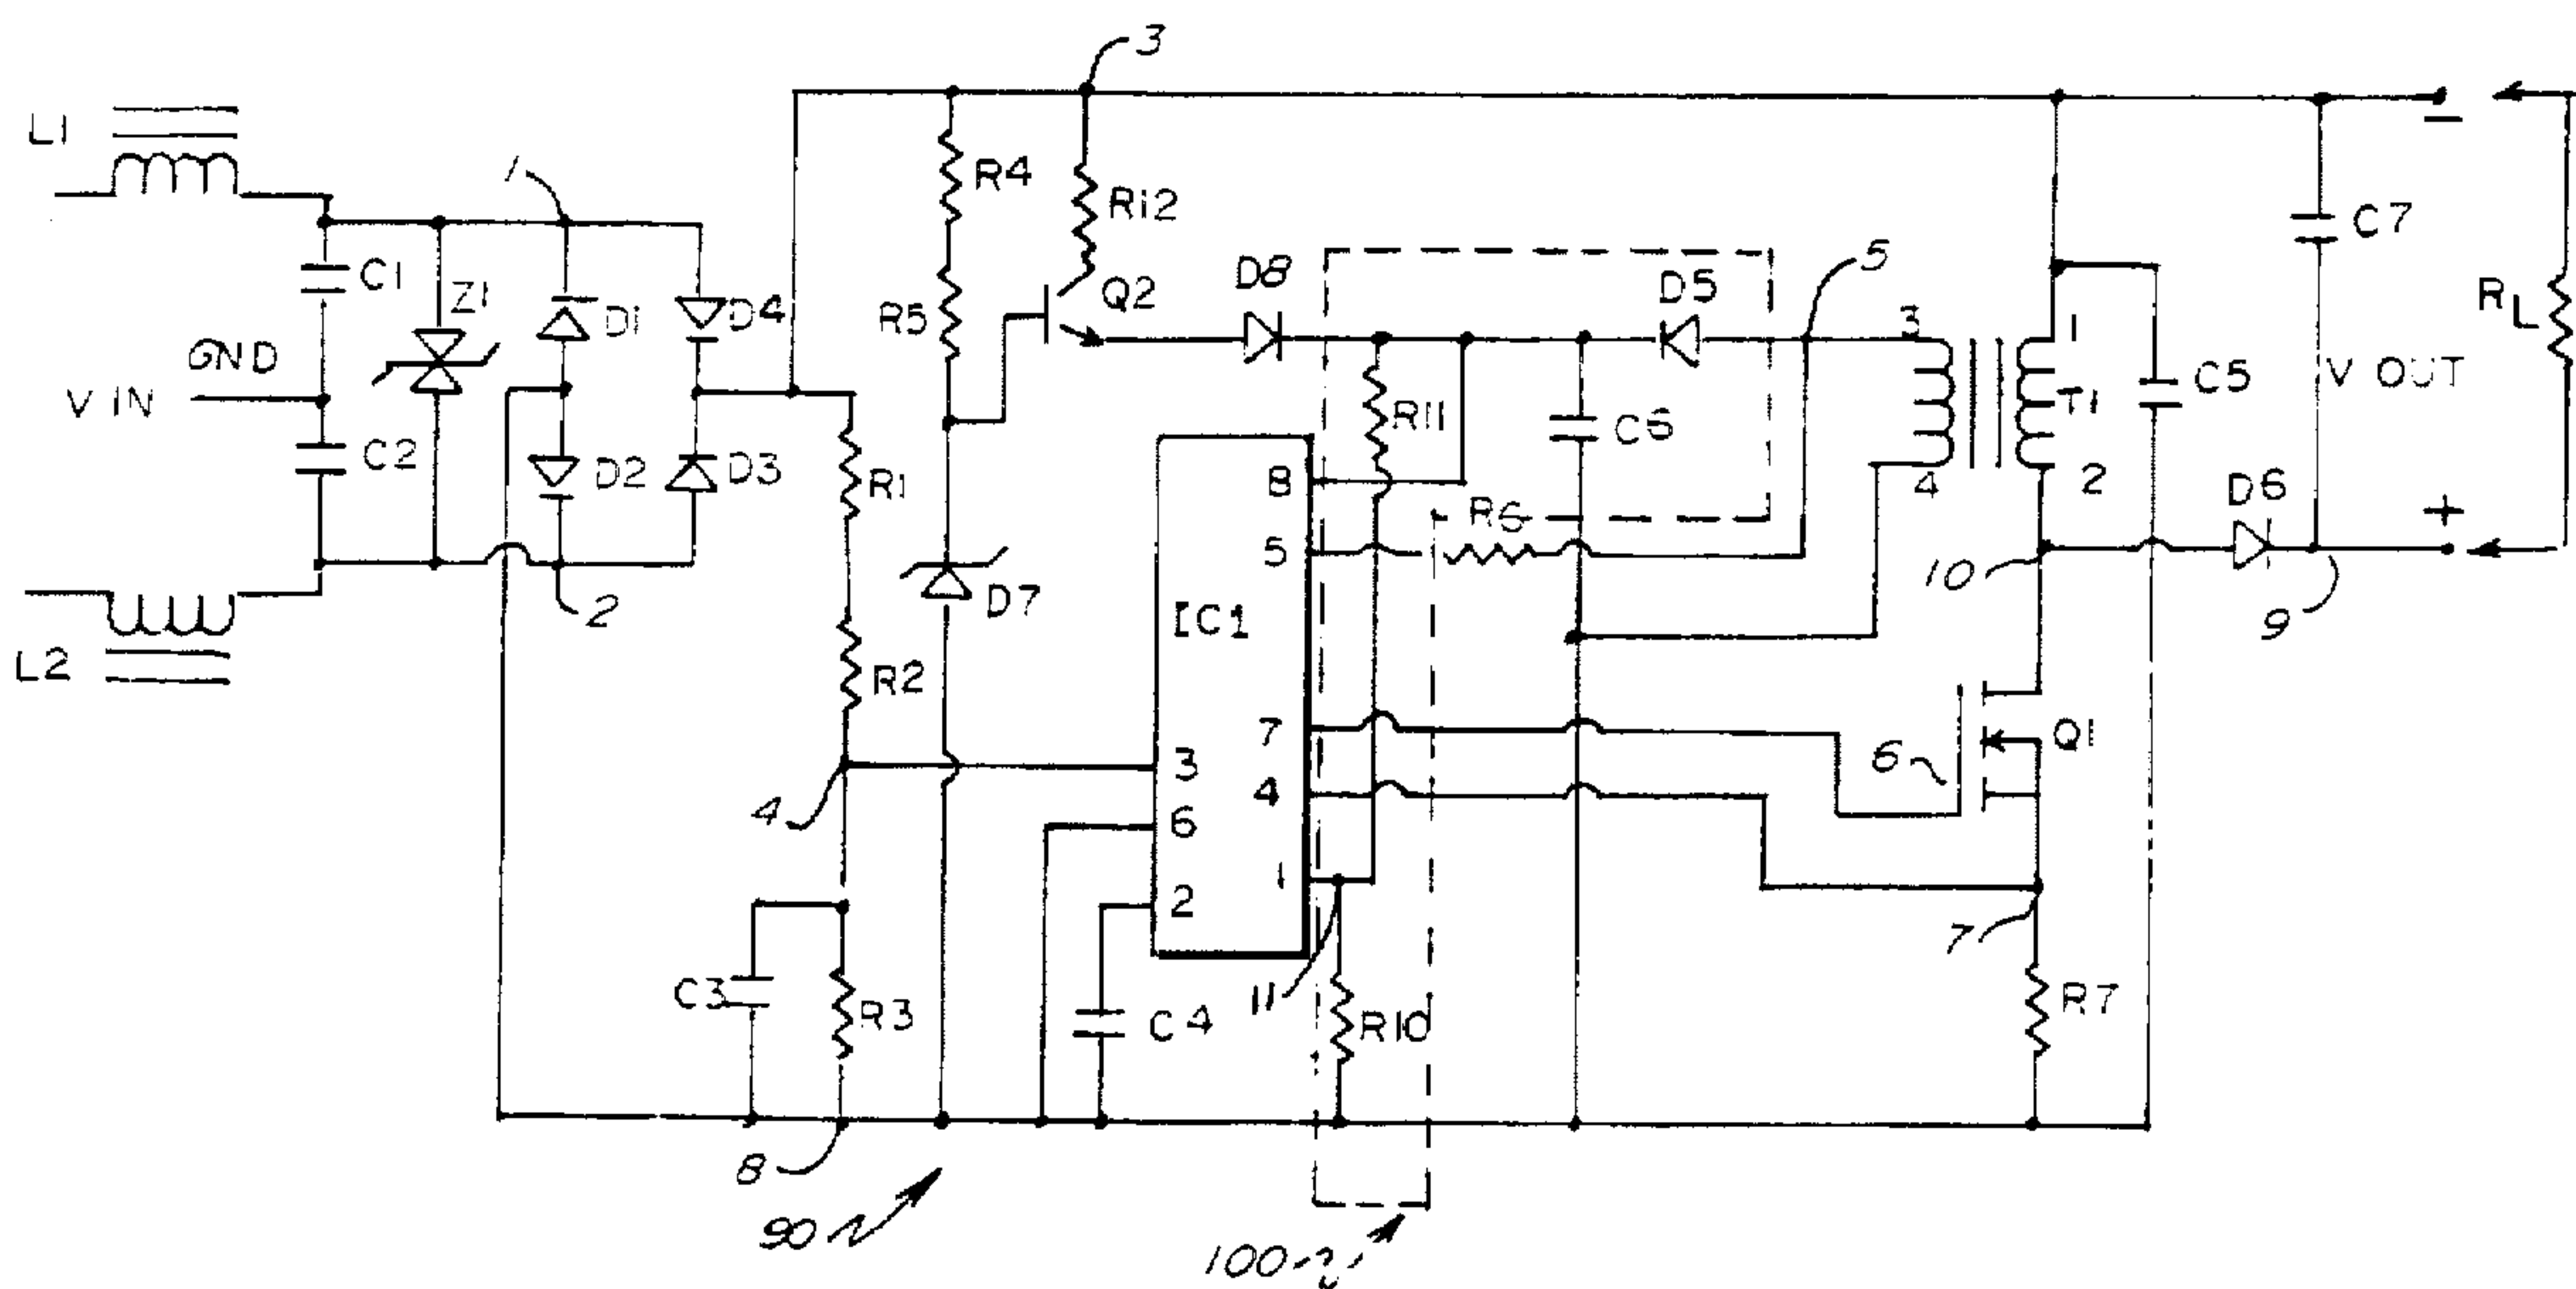 3
L1
1
R4
R12
C1
Z1
D1
D4
GND
V IN
C2
D2
D3
R1
R5
Q2
D8
D5
5
3
1
C7
RL
R11
C6
T1
C5
V OUT
8
4
2
D6
+
−
R6
5
10
9
2
L2
D7
IC1
R2
7
6
Q1
3
4
4
6
1
2
7
11
C3
R3
C4
R10
R7
8
90
100